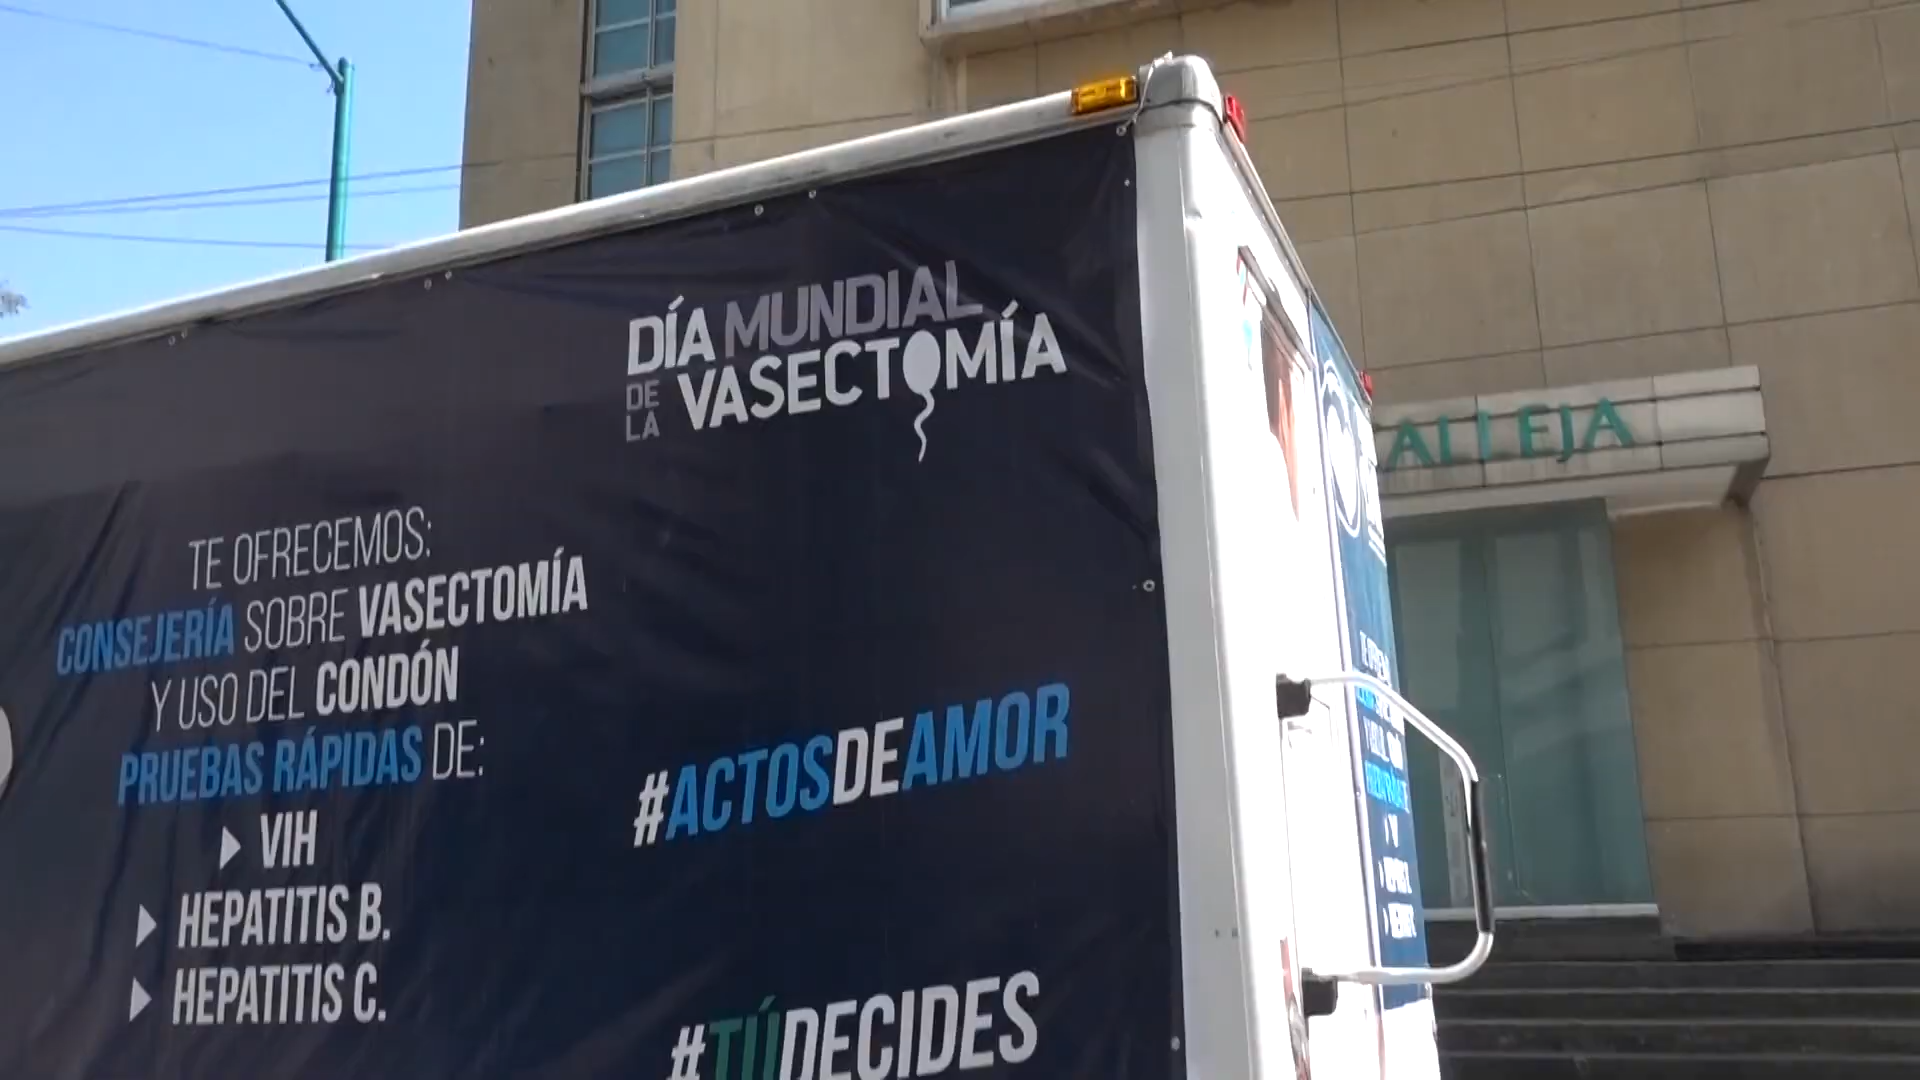 DÍA MUNDIAL
DE LA VASECTOMÍA
TE OFRECEMOS:
CONSEJERÍA SOBRE VASECTOMÍA
Y USO DEL CONDÓN
PRUEBAS RÁPIDAS DE:
VIH
HEPATITIS B.
HEPATITIS C.
#ACTOSDEAMOR
#TÚDECIDES
ALLEJA